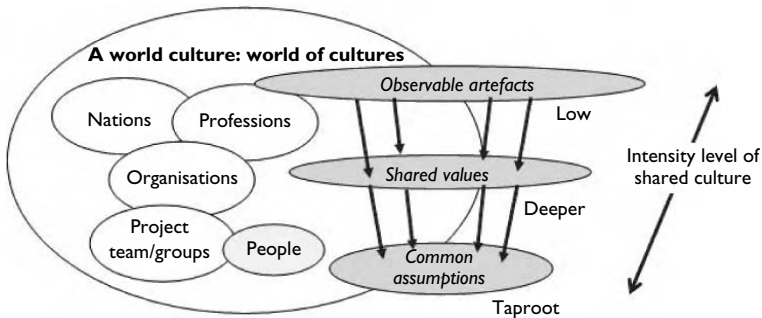 A world culture: world of cultures
Observable artefacts
Low
Nations
Professions
Intensity level of
shared culture
Organisations
Shared values
Deeper
Project
team/groups
People
Common
assumptions
Taproot